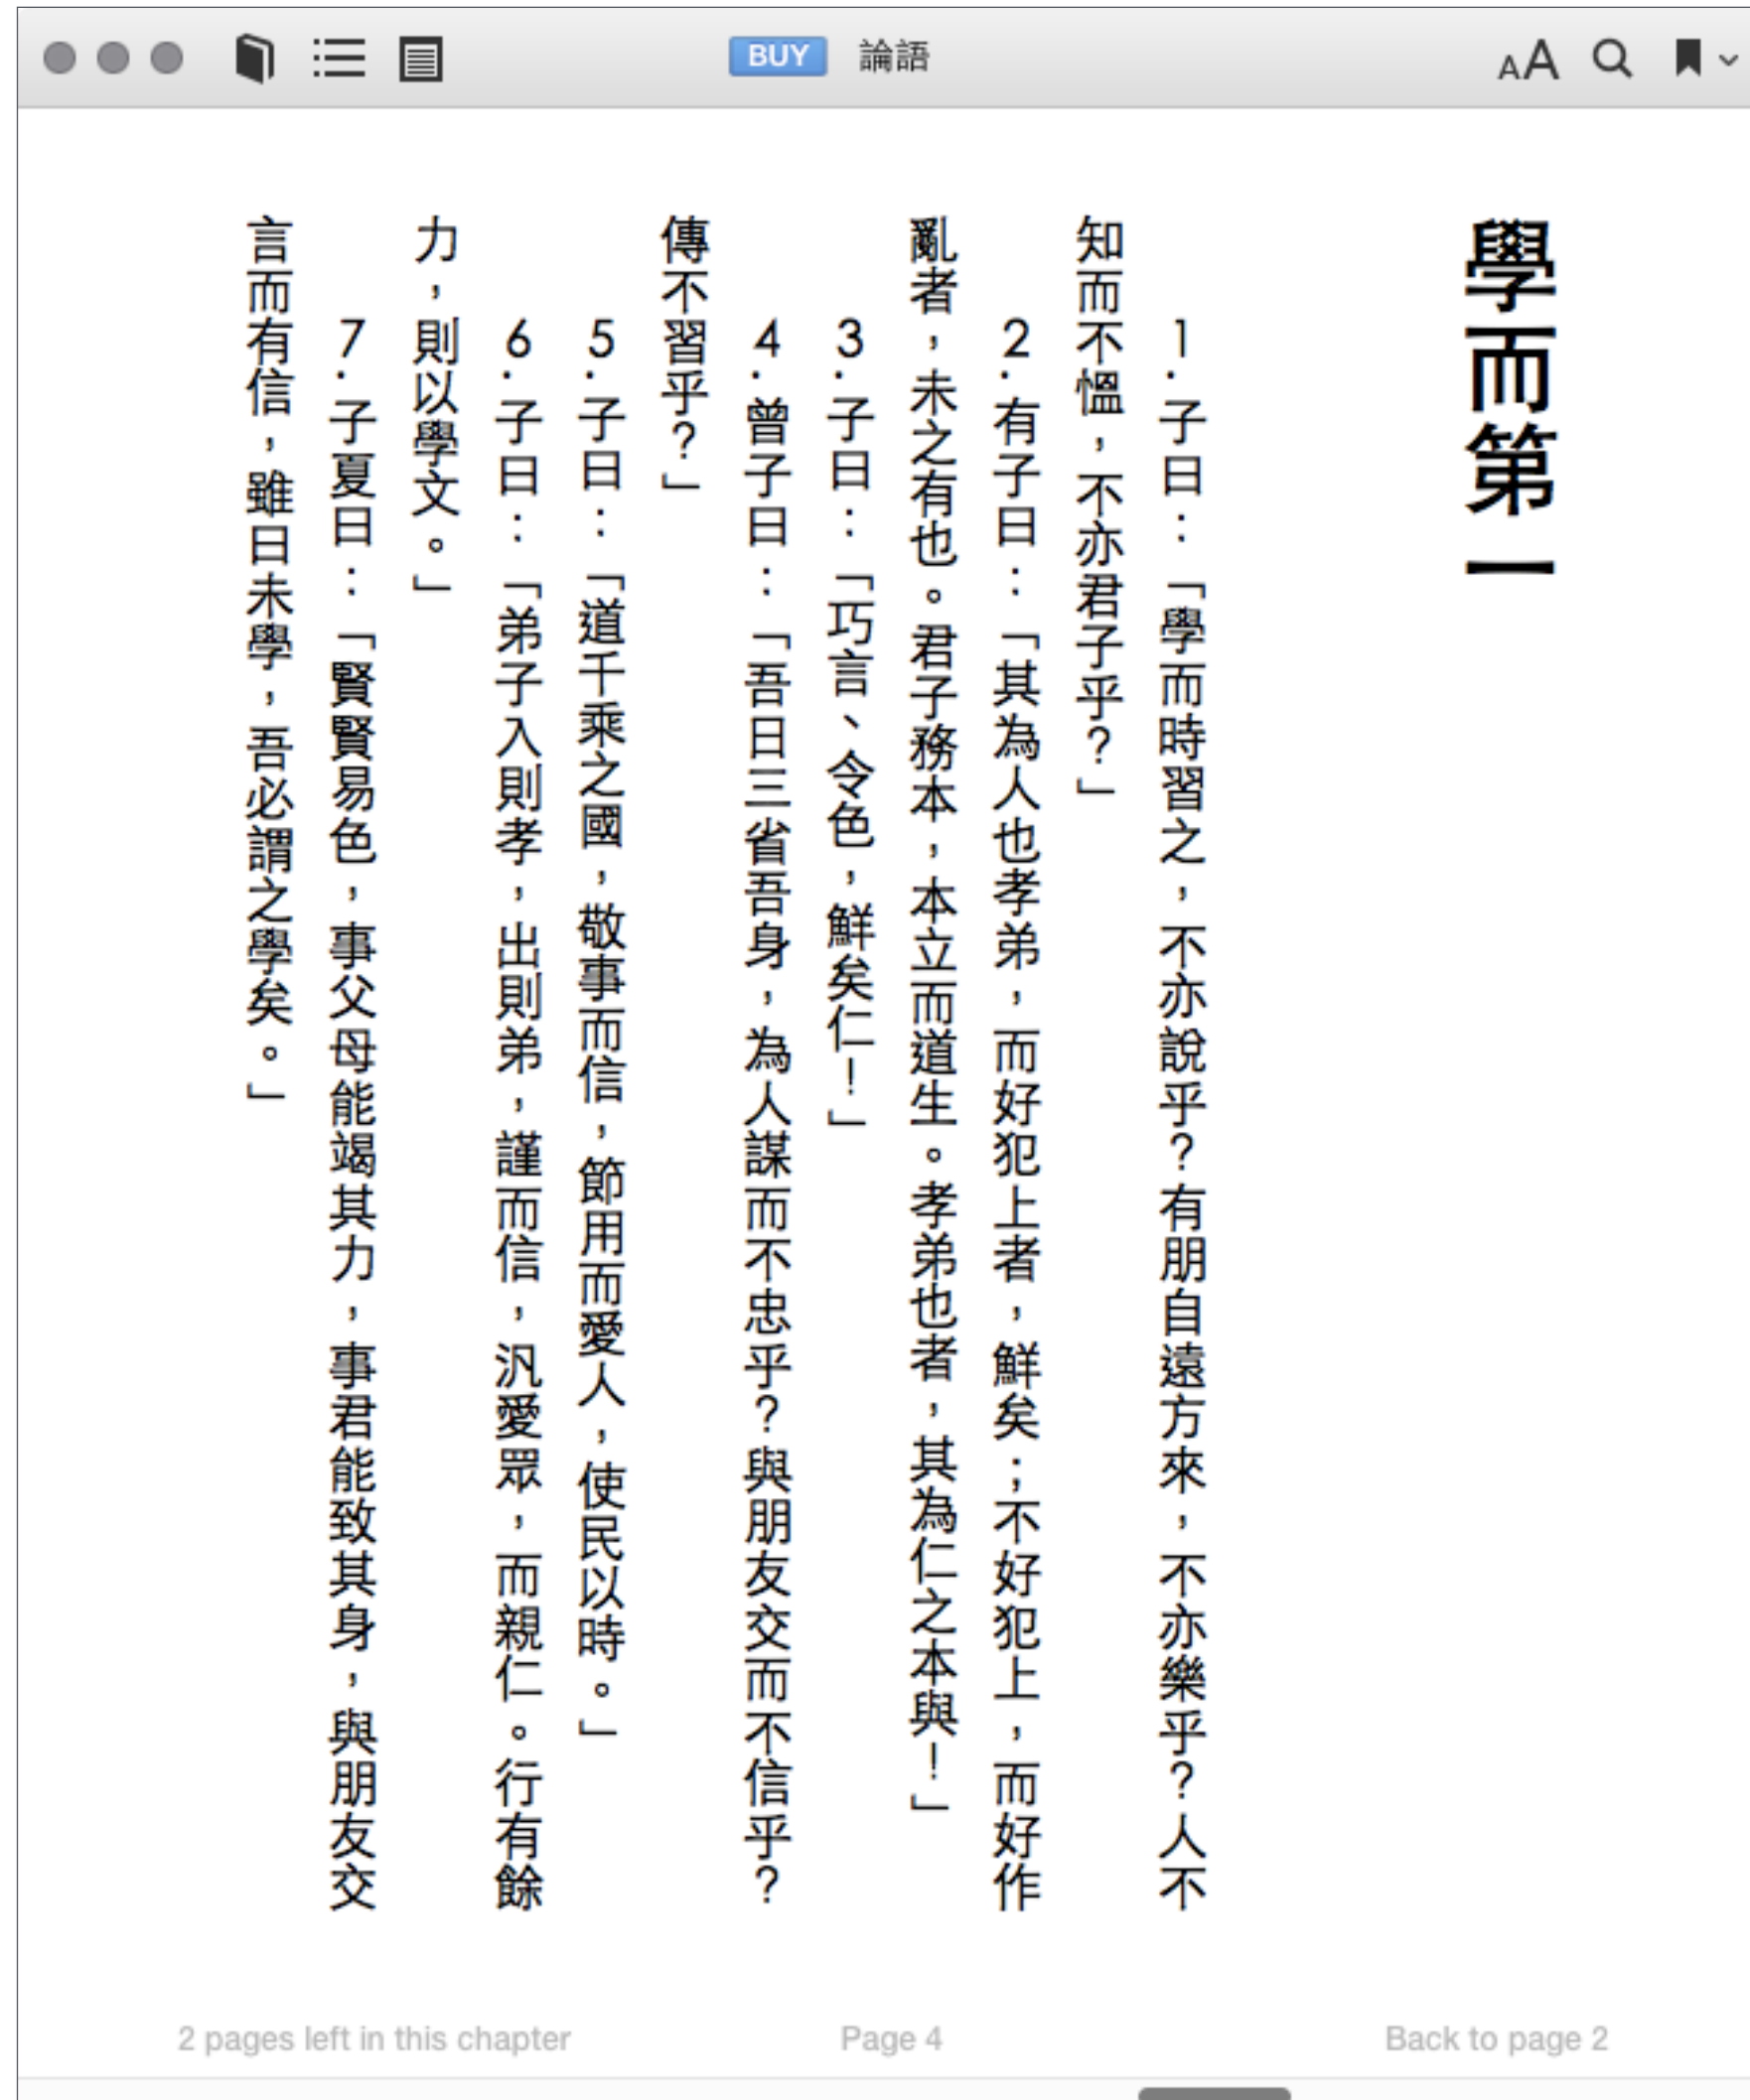 BUY 論語
AA
學而第一
1.子曰：「學而時習之，不亦說乎？有朋自遠方來，不亦樂乎？人不
知而不慍，不亦君子乎？」
2.有子曰：「其為人也孝弟，而好犯上者，鮮矣；不好犯上，而好作
亂者，未之有也。君子務本，本立而道生。孝弟也者，其為仁之本與！」
3.子曰：「巧言、令色，鮮矣仁！」
4.曾子曰：「吾日三省吾身，為人謀而不忠乎？與朋友交而不信乎？
傳不習乎？」
5.子曰：「道千乘之國，敬事而信，節用而愛人，使民以時。」
6.子曰：「弟子入則孝，出則弟，謹而信，汎愛眾，而親仁。行有餘
力，則以學文。」
7.子夏曰：「賢賢易色，事父母能竭其力，事君能致其身，與朋友交
言而有信，雖曰未學，吾必謂之學矣。」
2 pages left in this chapter
Page 4
Back to page 2